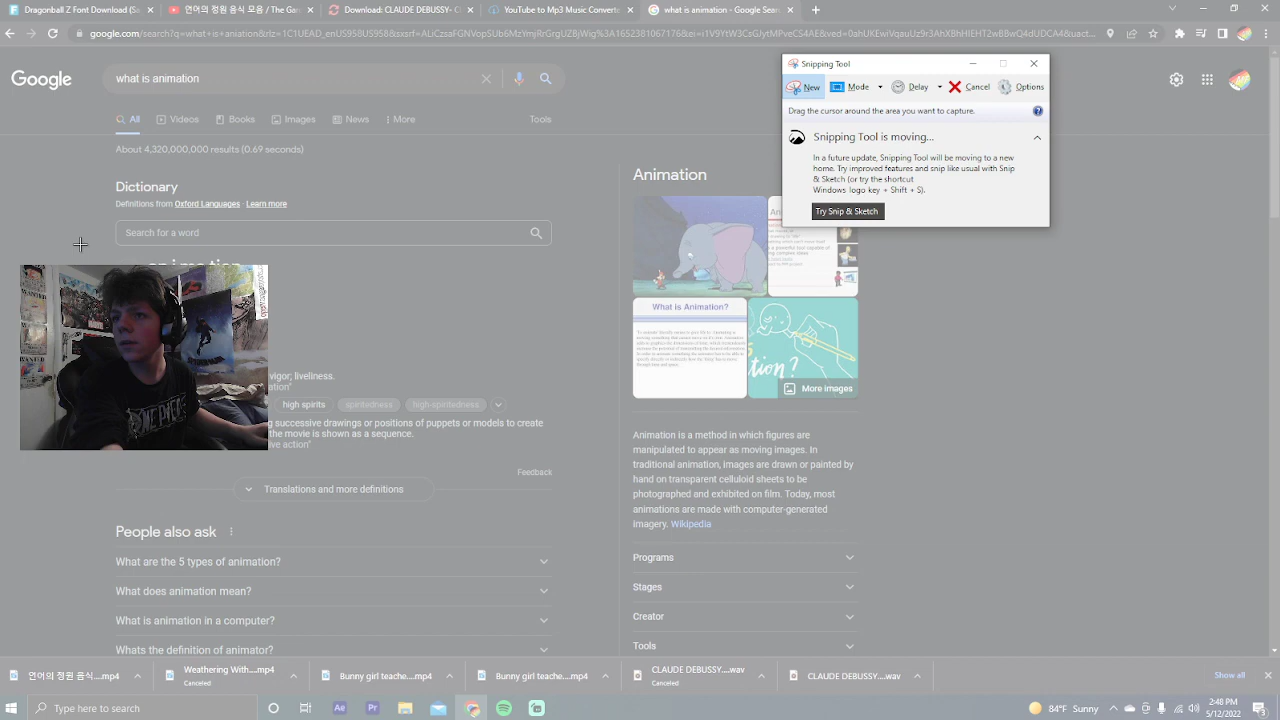 Dragonball Z Font Download (Sa
연어의 정원 음식 모음 / The Gar
Download: CLAUDE DEBUSSY- C
YouTube to Mp3 Music Converte
what is animation - Google Sear
what is animation
Google
All
Videos
Books
Images
News
More
Tools
About 4,320,000,000 results (0.69 seconds)
Dictionary
Definitions from Oxford Languages · Learn more
Search for a word
vigor; liveliness.
high spirits
spiritedness
high-spiritedness
successive drawings or positions of puppets or models to create
the movie is shown as a sequence.
Feedback
Translations and more definitions
People also ask
What are the 5 types of animation?
What does animation mean?
What is animation in a computer?
Whats the definition of animator?
Animation
What is Animation?
More images
Animation is a method in which figures are
manipulated to appear as moving images. In
traditional animation, images are drawn or painted by
hand on transparent celluloid sheets to be
photographed and exhibited on film. Today, most
animations are made with computer-generated
imagery. Wikipedia
Programs
Stages
Creator
Tools
Snipping Tool
New
Mode
Delay
Cancel
Options
Drag the cursor around the area you want to capture.
Snipping Tool is moving...
In a future update, Snipping Tool will be moving to a new
home. Try improved features and snip like usual with Snip
& Sketch (or try the shortcut
Windows logo key + Shift + S).
Try Snip & Sketch
연어의 정원 음식....mp4
Weathering With....mp4
Canceled
Bunny girl teache....mp4
Bunny girl teache....mp4
CLAUDE DEBUSSY....wav
Canceled
CLAUDE DEBUSSY....wav
Show all
Type here to search
Ae
Pr
84°F Sunny
2:48 PM
5/12/2022
3